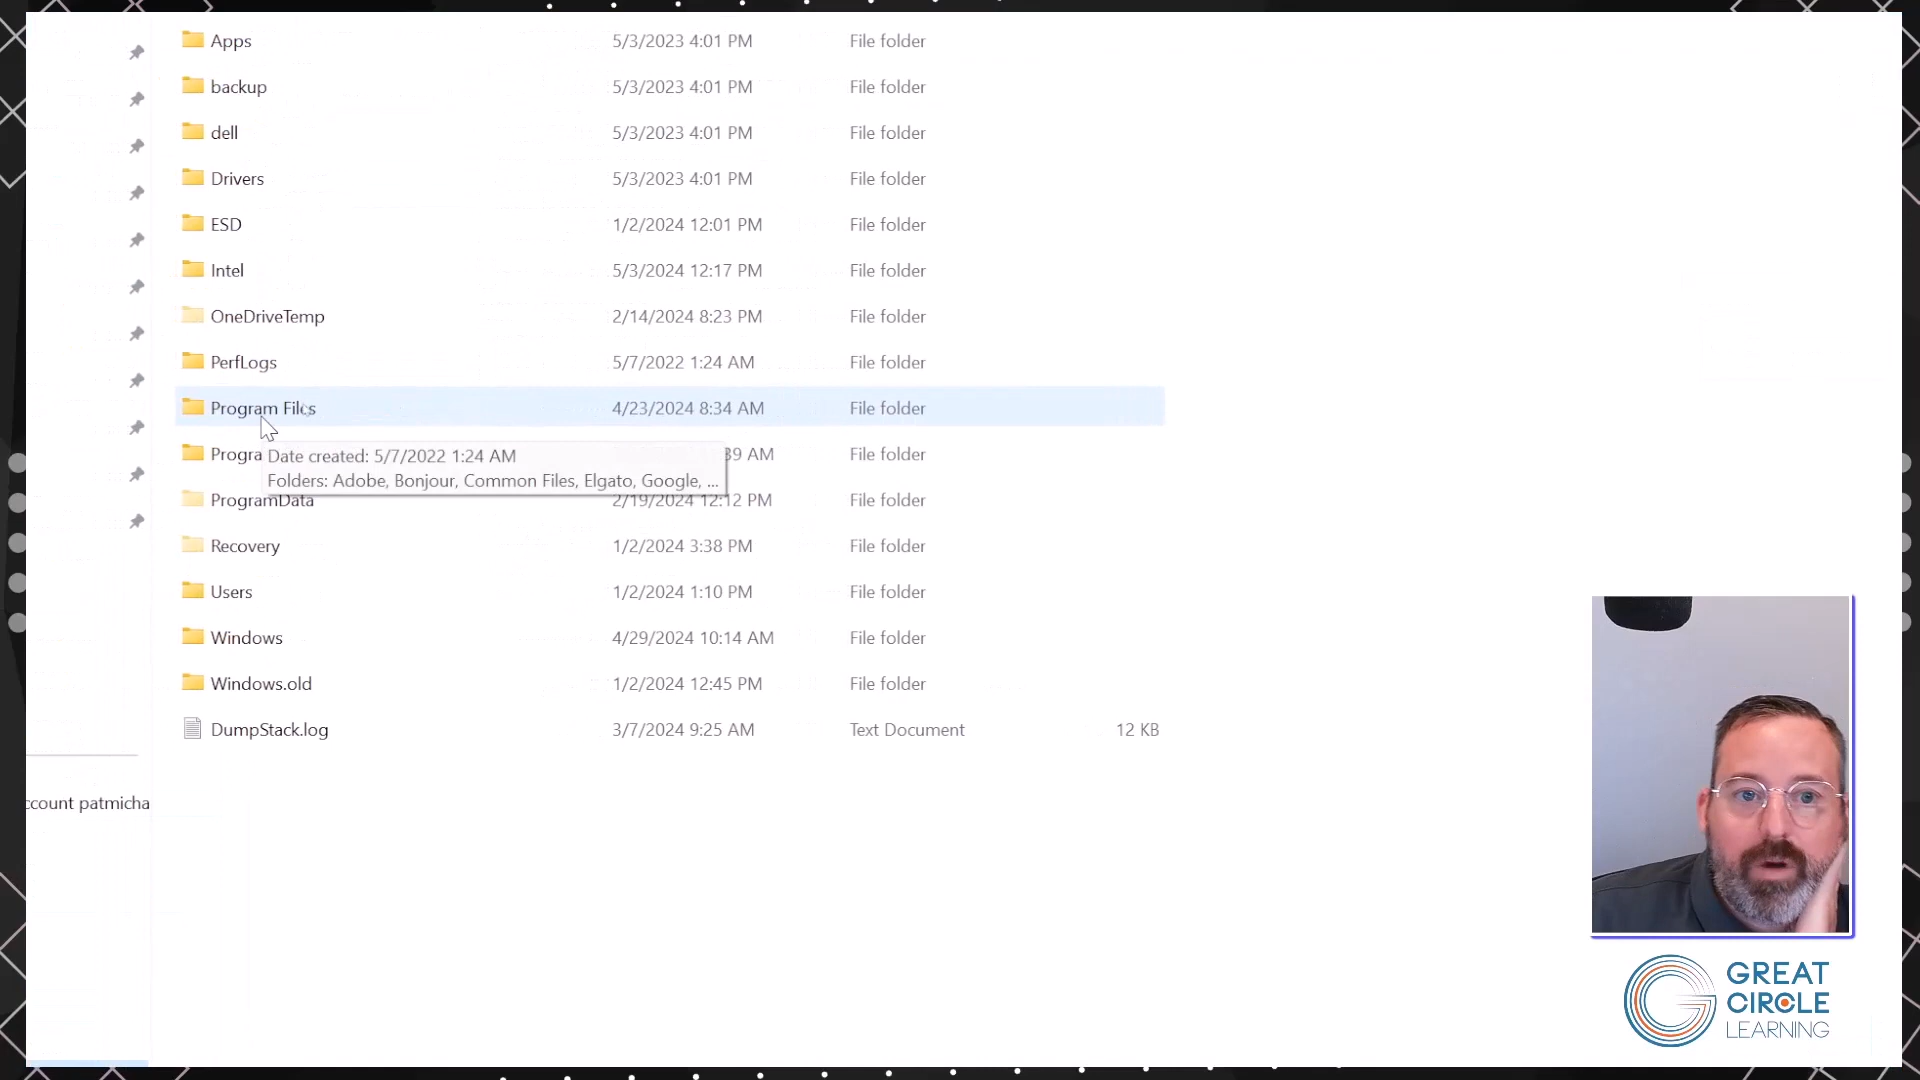 Apps 5/3/2023 4:01 PM File folder
backup 5/3/2023 4:01 PM File folder
dell 5/3/2023 4:01 PM File folder
Drivers 5/3/2023 4:01 PM File folder
ESD 1/2/2024 12:01 PM File folder
Intel 5/3/2024 12:17 PM File folder
OneDriveTemp 2/14/2024 8:23 PM File folder
PerfLogs 5/7/2022 1:24 AM File folder
Program Files 4/23/2024 8:34 AM File folder
Progra 39 AM File folder
Date created: 5/7/2022 1:24 AM
Folders: Adobe, Bonjour, Common Files, Elgato, Google, ...
ProgramData 2/19/2024 12:12 PM File folder
Recovery 1/2/2024 3:38 PM File folder
Users 1/2/2024 1:10 PM File folder
Windows 4/29/2024 10:14 AM File folder
Windows.old 1/2/2024 12:45 PM File folder
DumpStack.log 3/7/2024 9:25 AM Text Document 12 KB
ccount patmicha
GREAT
CIRCLE
LEARNING